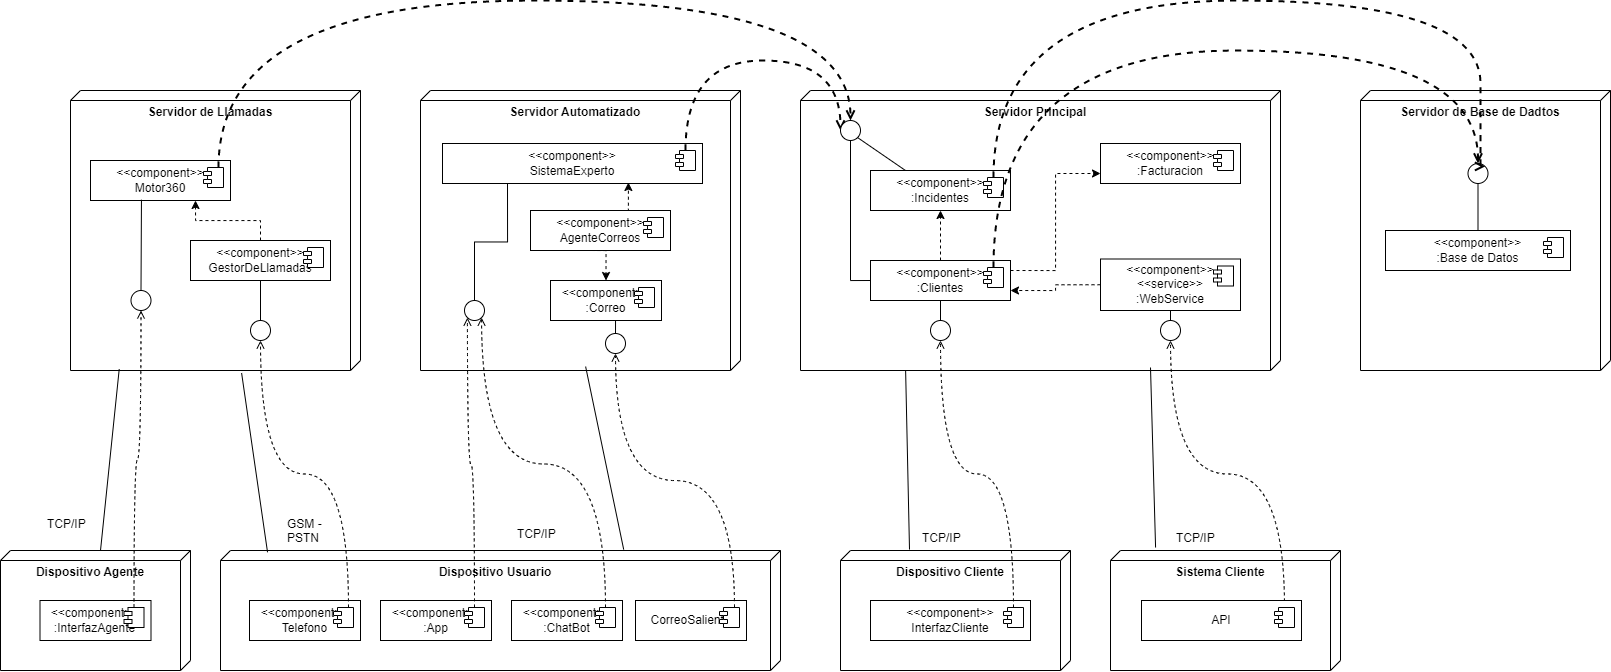 Servidor de Llamadas
<<component>>
Motor360
<<component>>
GestorDeLlamadas
Servidor Automatizado
<<component>>
SistemaExperto
<<component>>
AgenteCorreos
<<component>>
:Correo
Servidor Principal
<<component>>
:Incidentes
<<component>>
:Facturacion
<<component>>
:Clientes
<<component>>
<<service>>
:WebService
Servidor de Base de Dadtos
<<component>>
:Base de Datos
TCP/IP
GSM -
PSTN
TCP/IP
TCP/IP
TCP/IP
Dispositivo Agente
<<component>>
:InterfazAgente
Dispositivo Usuario
<<component>>
Telefono
<<component>>
:App
<<component>>
:ChatBot
CorreoSalien
Dispositivo Cliente
<<component>>
InterfazCliente
Sistema Cliente
API